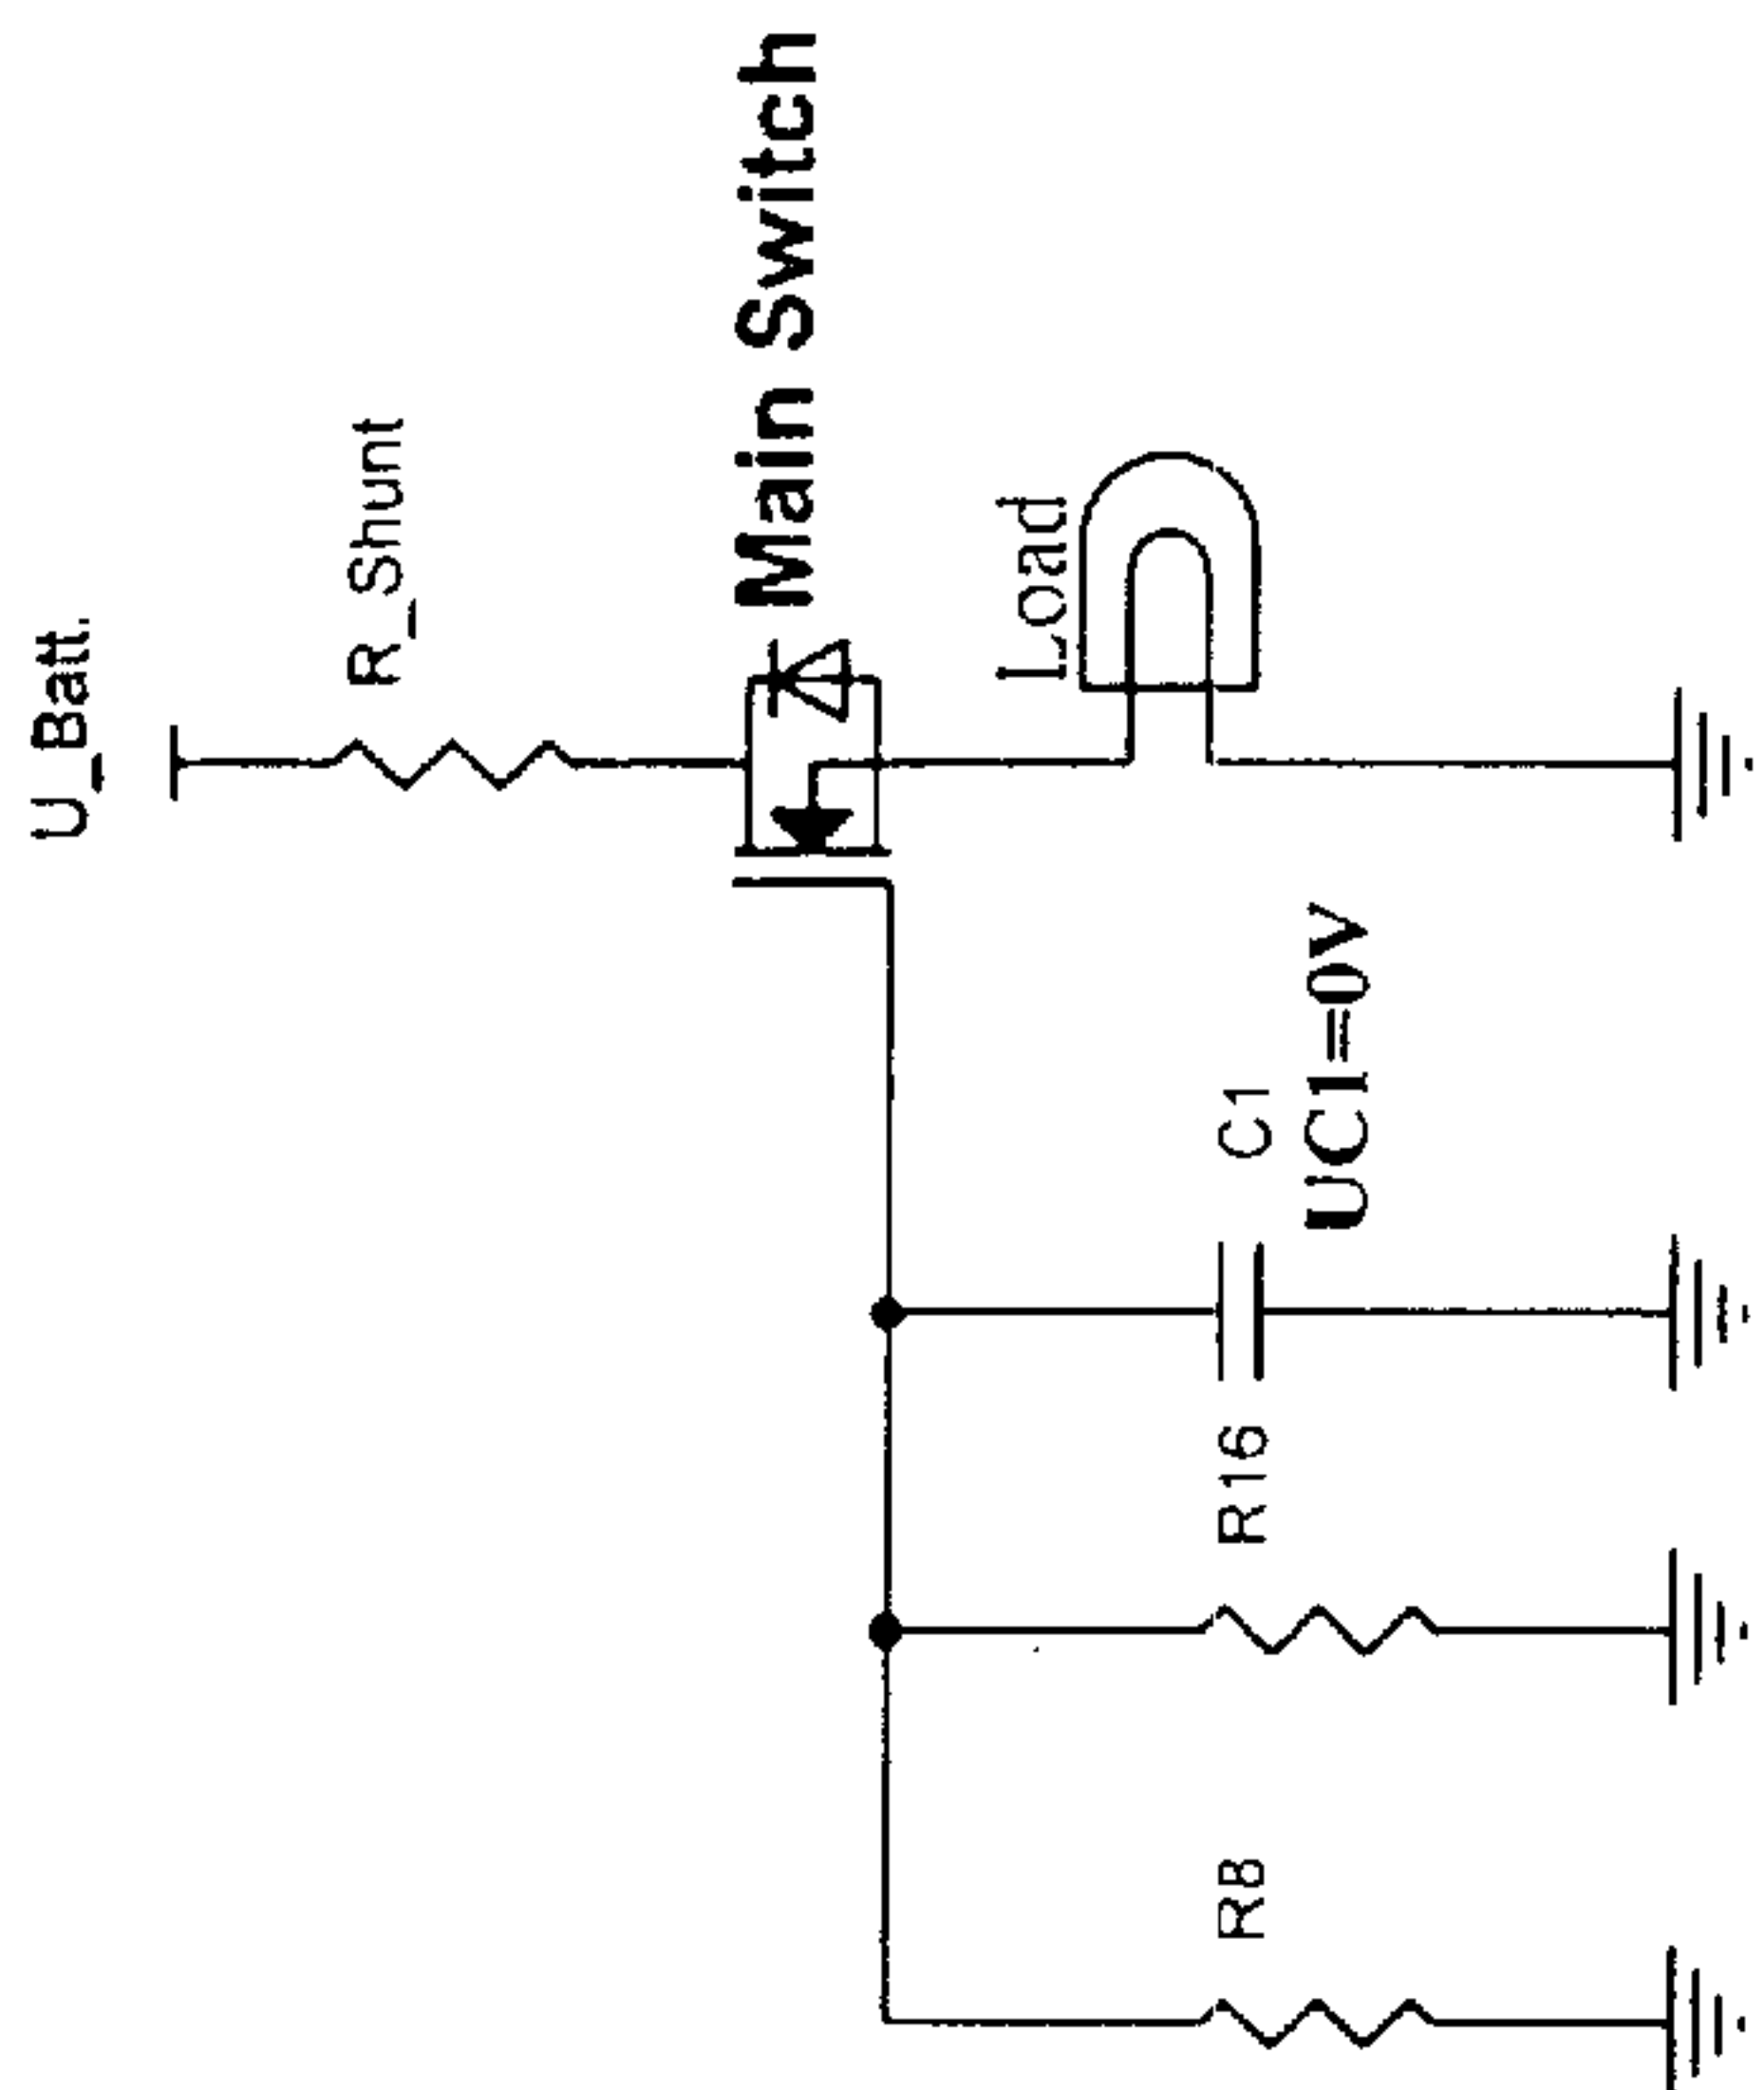 U_Batt.
R_Shunt
Main Switch
Load
C1
UC1=0V
R16
R8